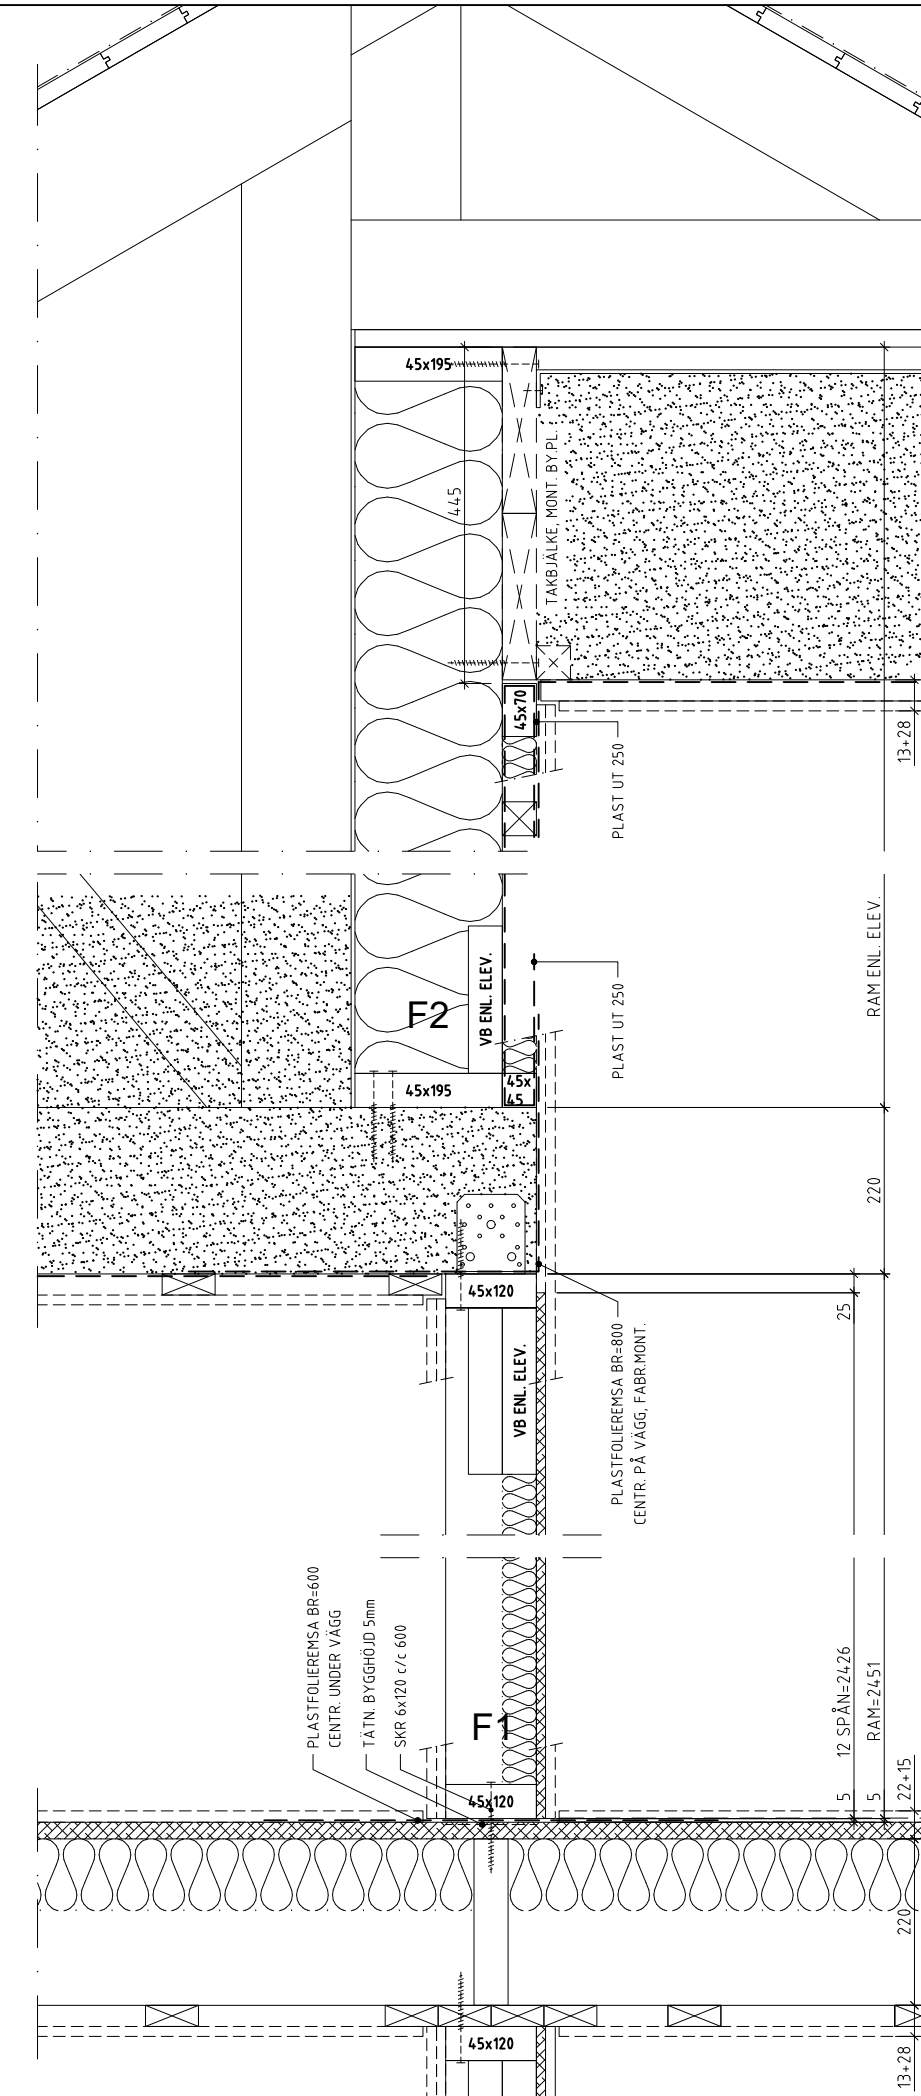 45x195
445
TAKBJÄLKE, MONT. BY.PL.
45x70
PLAST UT 250
13+28
RAM ENL. ELEV.
VB ENL. ELEV.
F2
PLAST UT 250
45x195
45x
45
220
45x120
25
VB ENL. ELEV.
PLASTFOLIEREMSA BR=800
CENTR. PÅ VÄGG, FABR.MONT.
PLASTFOLIEREMSA BR=600
CENTR. UNDER VÄGG
TÄTN. BYGGHÖJD 5mm
SKR 6x120 c/c 600
F1
12 SPÅN=2426
RAM=2451
45x120
5
5
22+15
220
45x120
13+28